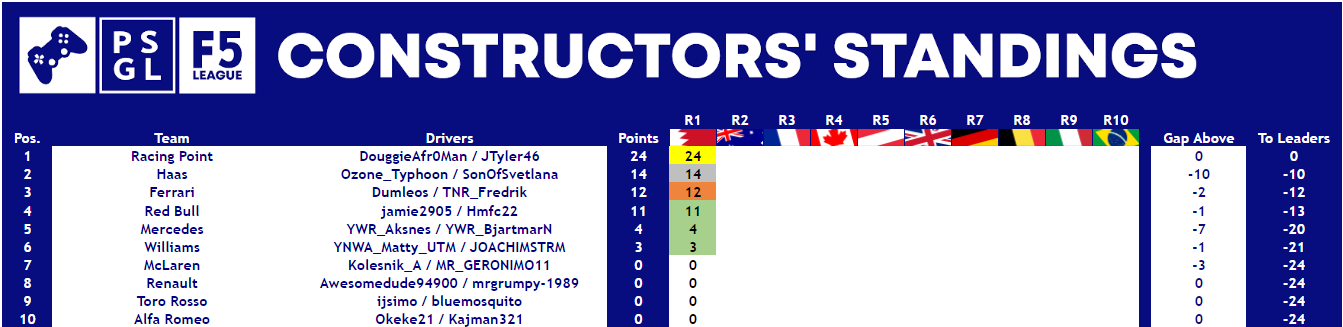 PS
GL
F5
LEAGUE
CONSTRUCTORS' STANDINGS
R1 R2 R3 R4 R5 R6 R7 R8 R9 R10
Pos. Team Drivers Points Gap Above To Leaders
1 Racing Point DouggieAfr0Man / JTyler46 24 24 0 0
2 Haas Ozone_Typhoon / SonOfSvetlana 14 14 -10 -10
3 Ferrari Dumleos / TNR_Fredrik 12 12 -2 -12
4 Red Bull jamie2905 / Hmfc22 11 11 -1 -13
5 Mercedes YWR_Aksnes / YWR_BjartmarN 4 4 -7 -20
6 Williams YNWA_Matty_UTM / JOACHIMSTRM 3 3 -1 -21
7 McLaren Kolesnik_A / MR_GERONIMO11 0 0 -3 -24
8 Renault Awesomedude94900 / mrgrumpy-1989 0 0 0 -24
9 Toro Rosso ijsimo / bluemosquito 0 0 0 -24
10 Alfa Romeo Okeke21 / Kajman321 0 0 0 -24